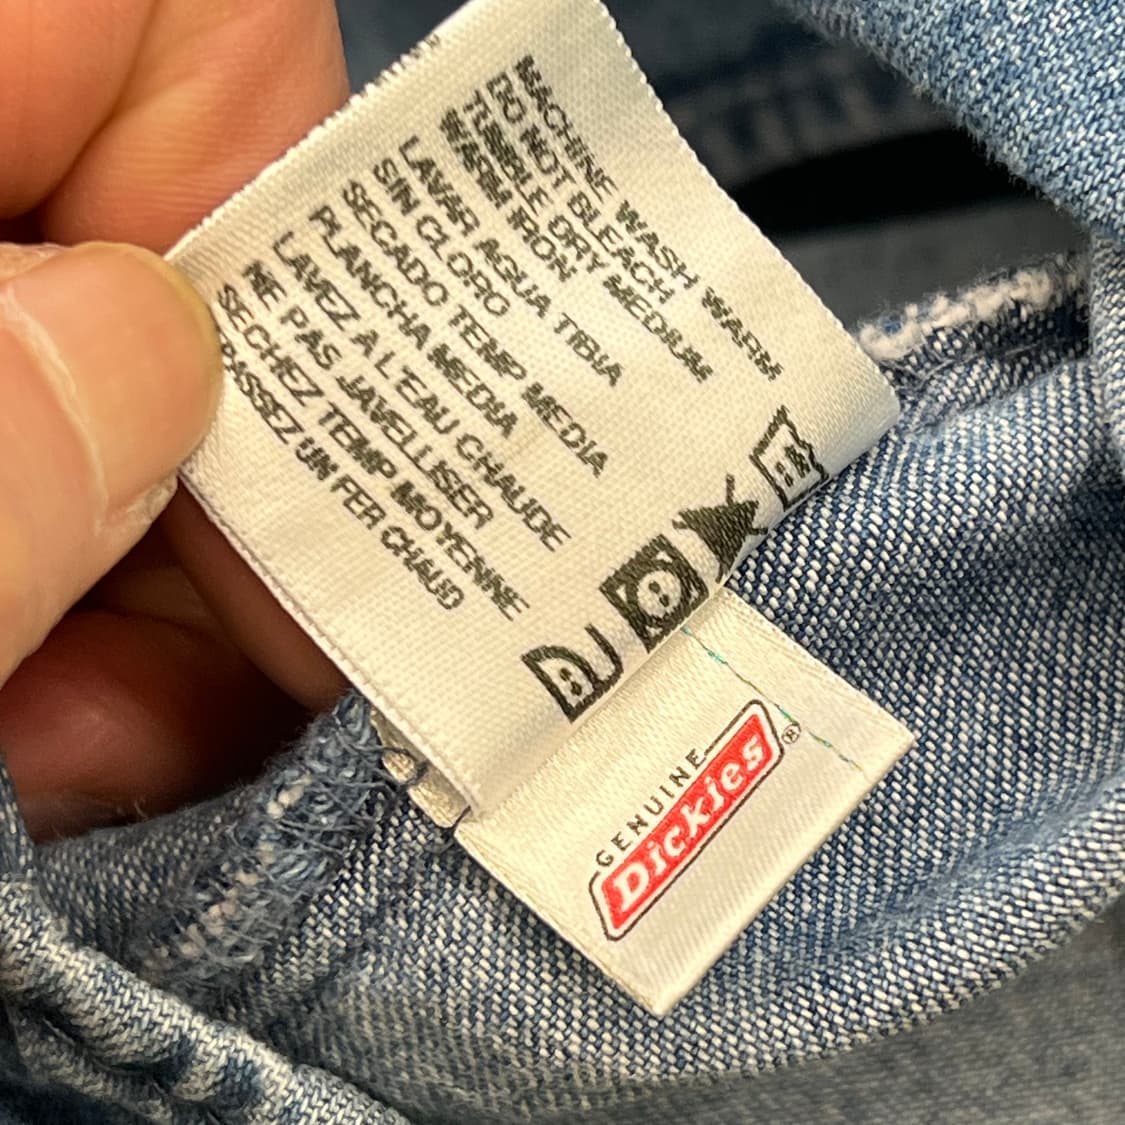 MACHINE WASH WARM
DO NOT BLEACH
TUMBLE DRY MEDIUM
WARM IRON
LAVAR AGUA TIBIA
SIN CLORO
SECADO TEMP MEDIA
PLANCHA MEDIA
LAVEZ A L'EAU CHAUDE
NE PAS JAVELLISER
SECHEZ TEMP MOYENNE
PASSEZ UN FER CHAUD
GENUINE
Dickies®